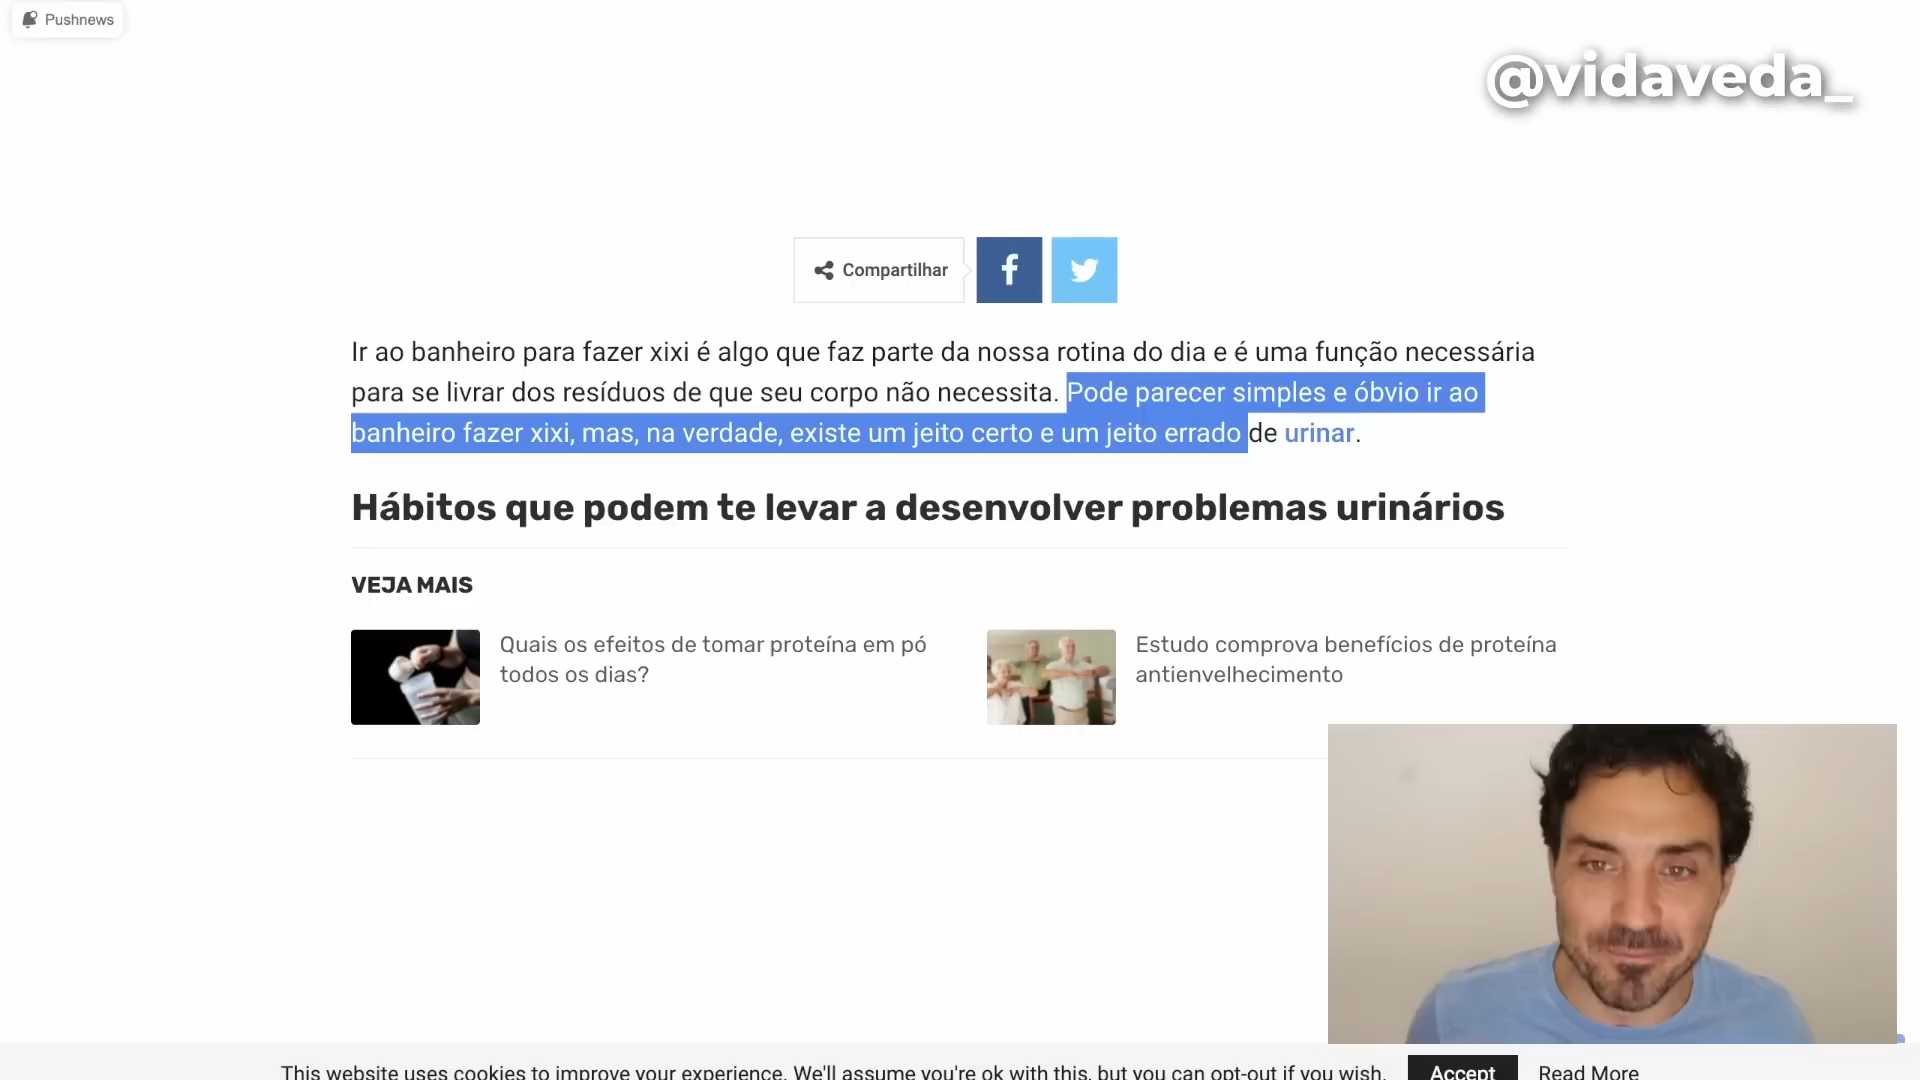 Pushnews
@vidaveda_
Compartilhar
Ir ao banheiro para fazer xixi é algo que faz parte da nossa rotina do dia e é uma função necessária
para se livrar dos resíduos de que seu corpo não necessita. Pode parecer simples e óbvio ir ao
banheiro fazer xixi, mas, na verdade, existe um jeito certo e um jeito errado de urinar.
Hábitos que podem te levar a desenvolver problemas urinários
VEJA MAIS
Quais os efeitos de tomar proteína em pó
todos os dias?
Estudo comprova benefícios de proteína
antienvelhecimento
This website uses cookies to improve your experience. We'll assume you're ok with this, but you can opt-out if you wish. Accept Read More